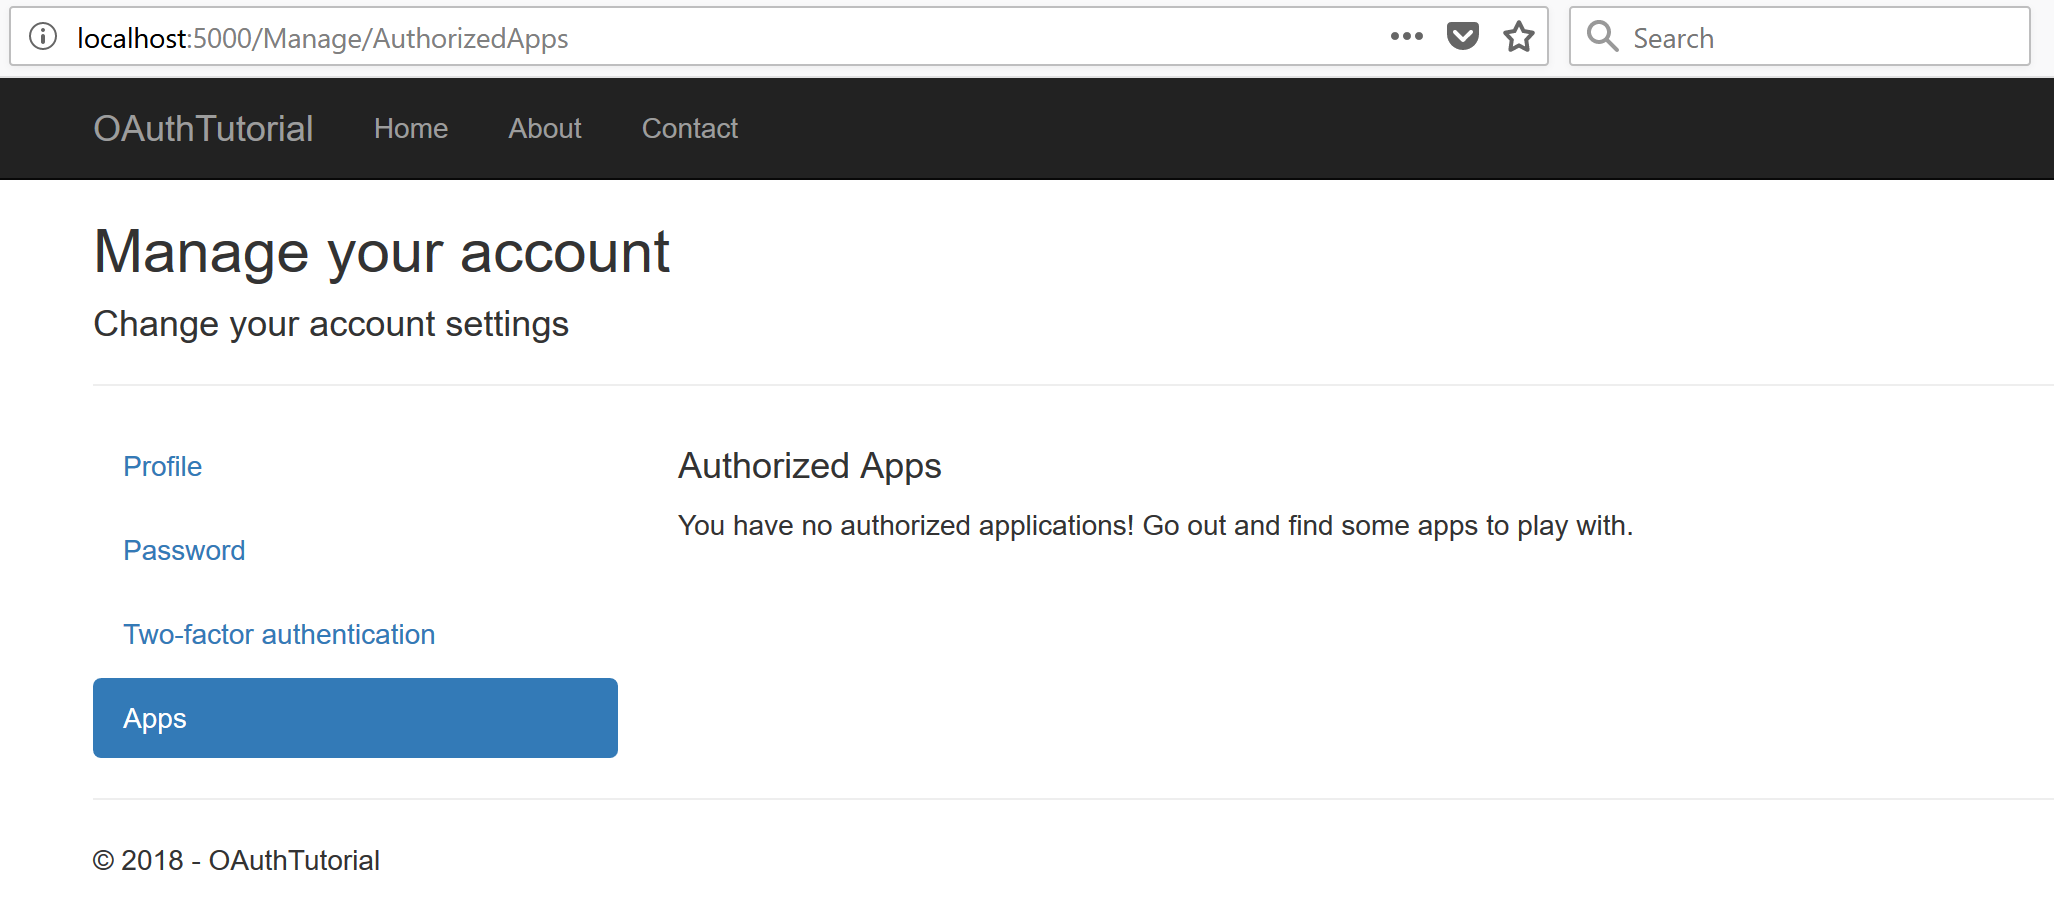 localhost:5000/Manage/AuthorizedApps
Search
OAuthTutorial Home About Contact
Manage your account
Change your account settings
Profile
Password
Two-factor authentication
Apps
Authorized Apps
You have no authorized applications! Go out and find some apps to play with.
© 2018 - OAuthTutorial